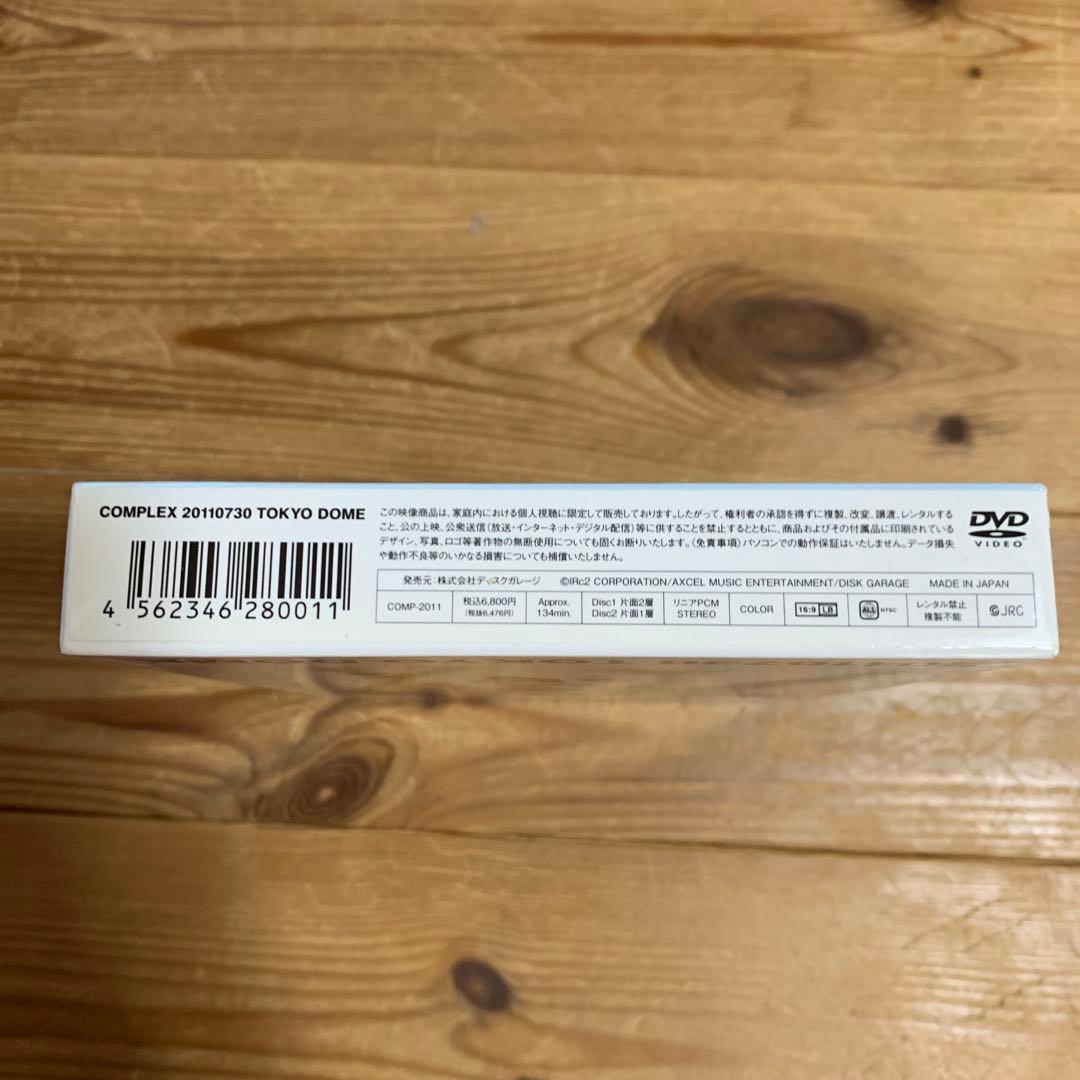 COMPLEX 20110730 TOKYO DOME
4 562346 280011
この映像商品は、家庭内における個人視聴に限定して販売しております。したがって、権利者の承認を得ずに複製、改変、譲渡、レンタルする
こと、公の上映、公衆送信(放送・インターネット・デジタル配信)等に供することを禁止するとともに、商品およびその付属品に印刷されている
デザイン、写真、ロゴ等著作物の無断使用についても固くお断りいたします。〈免責事項〉パソコンでの動作保証はいたしません。データ損失
や動作不良等のいかなる損害についても補償いたしません。
DVD
VIDEO
発売元:株式会社ディスクガレージ ©IRc2 CORPORATION/AXCEL MUSIC ENTERTAINMENT/DISK GARAGE MADE IN JAPAN
COMP-2011
税込6,800円
(税抜6,476円)
Approx.
134min.
Disc1 片面2層
Disc2 片面1層
リニアPCM
STEREO
COLOR
16:9 LB
ALL NTSC
レンタル禁止
複製不能
JRC